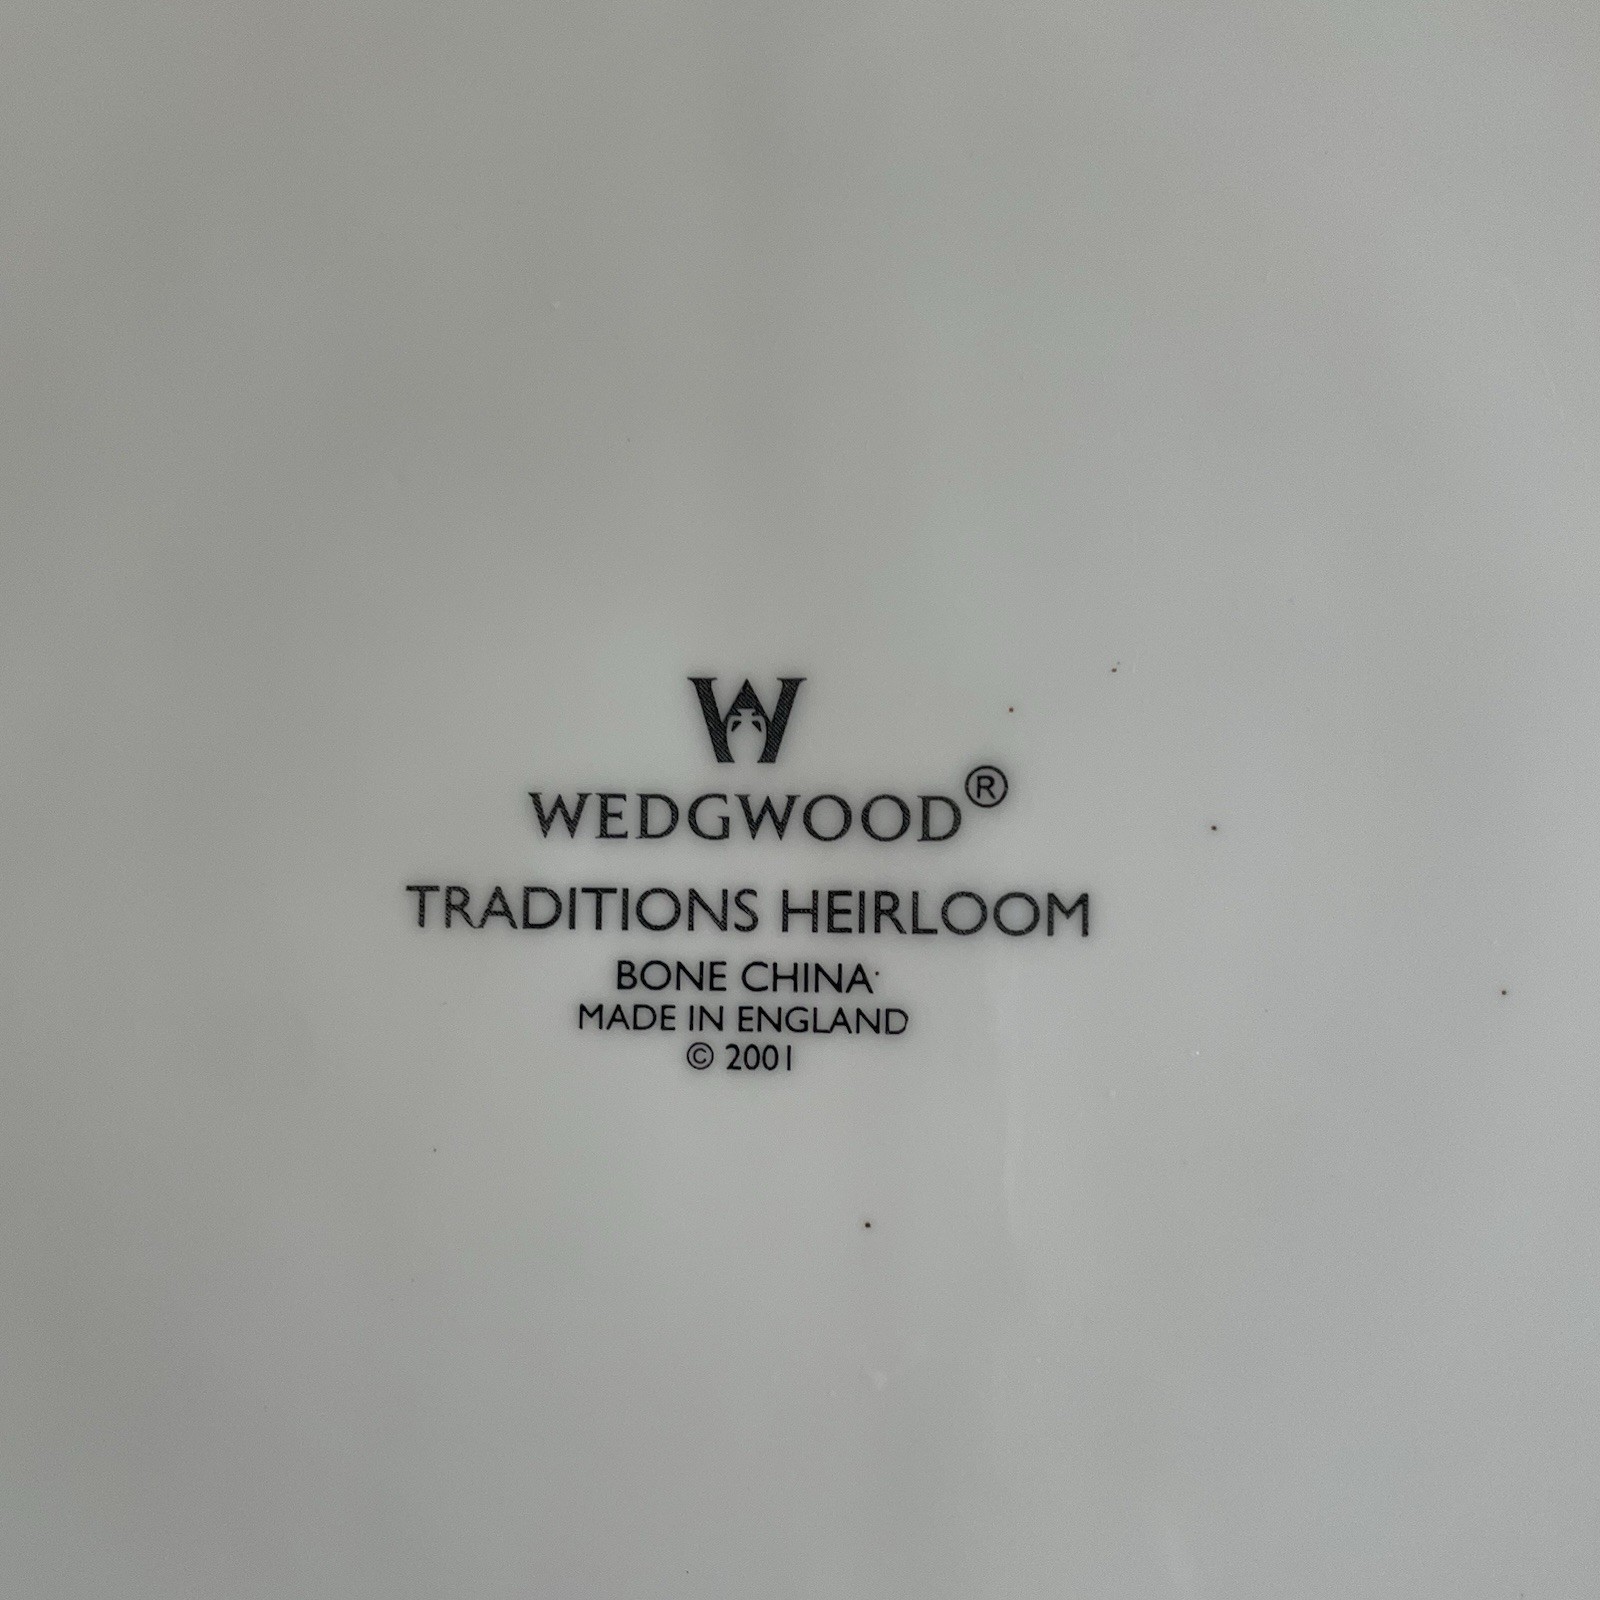 W
WEDGWOOD®
TRADITIONS HEIRLOOM
BONE CHINA
MADE IN ENGLAND
© 2001